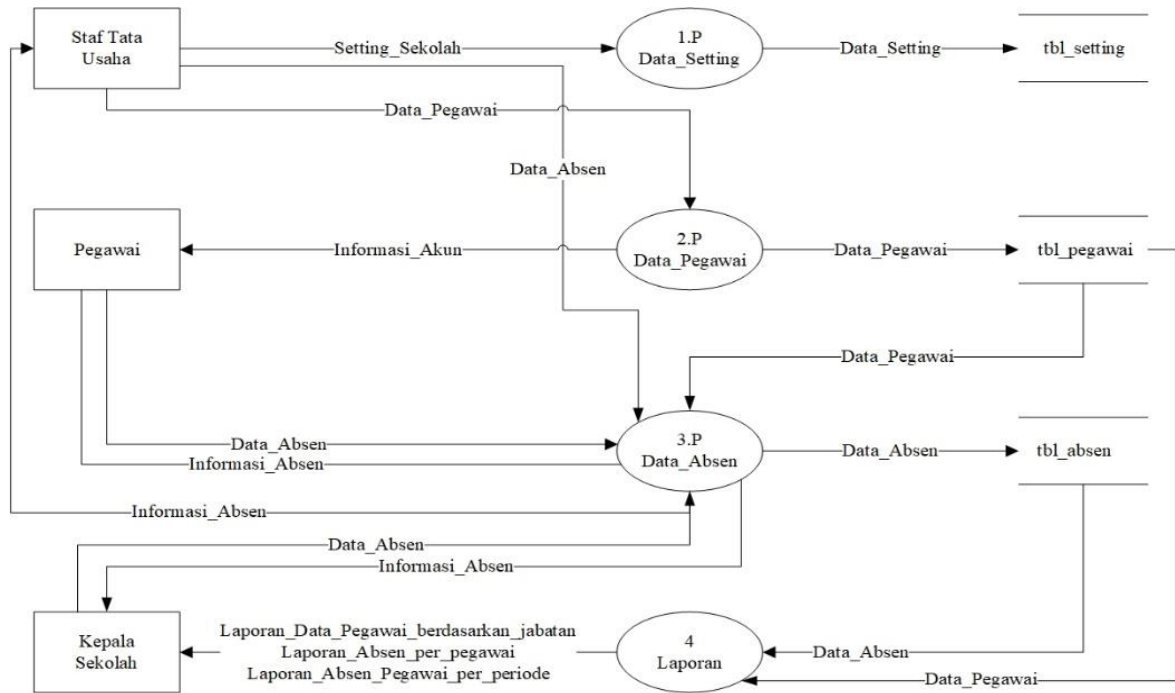 Staf Tata
Usaha
Setting_Sekolah
1.P
Data_Setting
Data_Setting
tbl_setting
Data_Pegawai
Data_Absen
Pegawai
Informasi_Akun
2.P
Data_Pegawai
Data_Pegawai
tbl_pegawai
Data_Pegawai
Data_Absen
Informasi_Absen
3.P
Data_Absen
Data_Absen
tbl_absen
Informasi_Absen
Data_Absen
Informasi_Absen
Kepala
Sekolah
Laporan_Data_Pegawai_berdasarkan_jabatan
Laporan_Absen_per_pegawai
Laporan_Absen_Pegawai_per_periode
4
Laporan
Data_Absen
Data_Pegawai